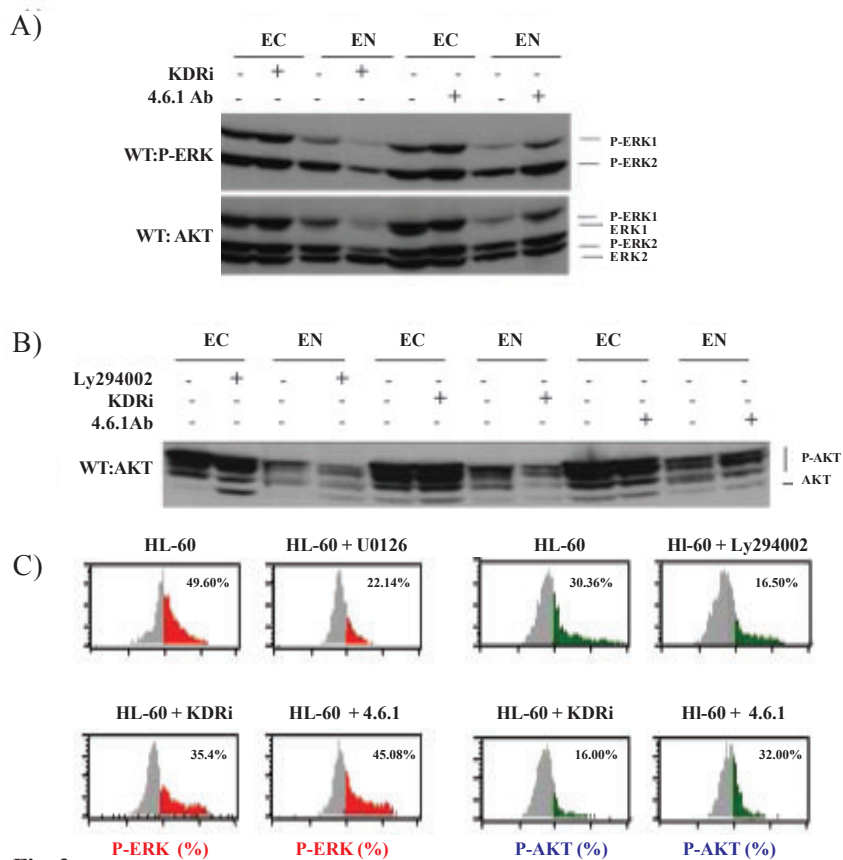 A)
EC EN EC EN
KDRi - + - + - - - -
4.6.1 Ab - - - - - + - +
WT:P-ERK
P-ERK1
P-ERK2
WT: AKT
P-ERK1
ERK1
P-ERK2
ERK2
B)
EC EN EC EN EC EN
Ly294002 - + - + - - - - - - - -
KDRi - - - - - + - + - - - -
4.6.1Ab - - - - - - - - - + - +
WT:AKT
P-AKT
AKT
C)
HL-60 HL-60 + U0126 HL-60 Hl-60 + Ly294002
49.60% 22.14% 30.36% 16.50%
HL-60 + KDRi HL-60 + 4.6.1 HL-60 + KDRi Hl-60 + 4.6.1
35.4% 45.08% 16.00% 32.00%
P-ERK (%) P-ERK (%) P-AKT (%) P-AKT (%)